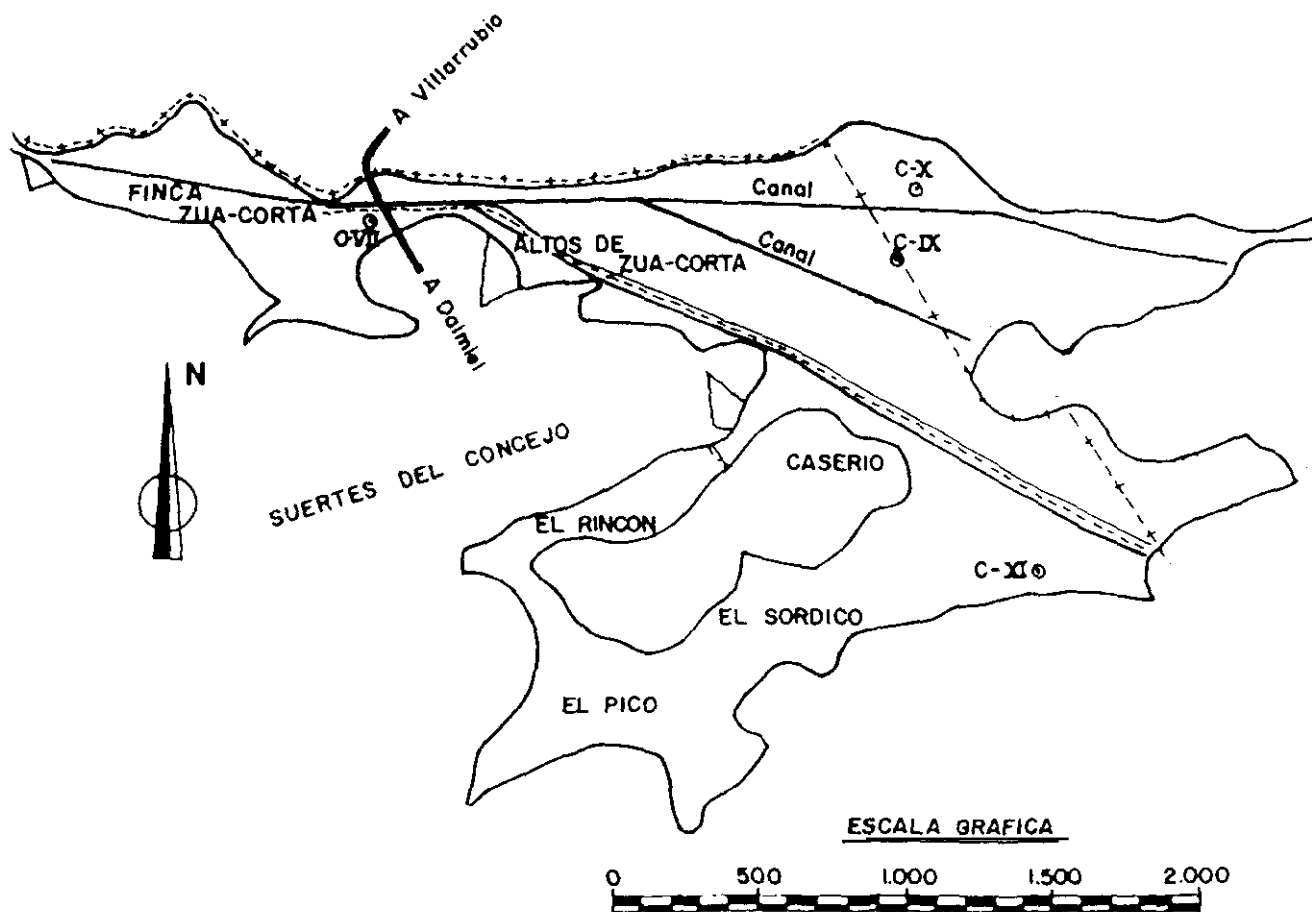 A Villarrubio
C-X
Canal
FINCA
ZUA-CORTA
C-VII
Canal
C-IX
ALTOS DE
ZUA-CORTA
A Daimiel
N
SUERTES DEL CONCEJO
CASERIO
EL RINCON
C-XI
EL SORDICO
EL PICO
ESCALA GRAFICA
0 500 1.000 1.500 2.000